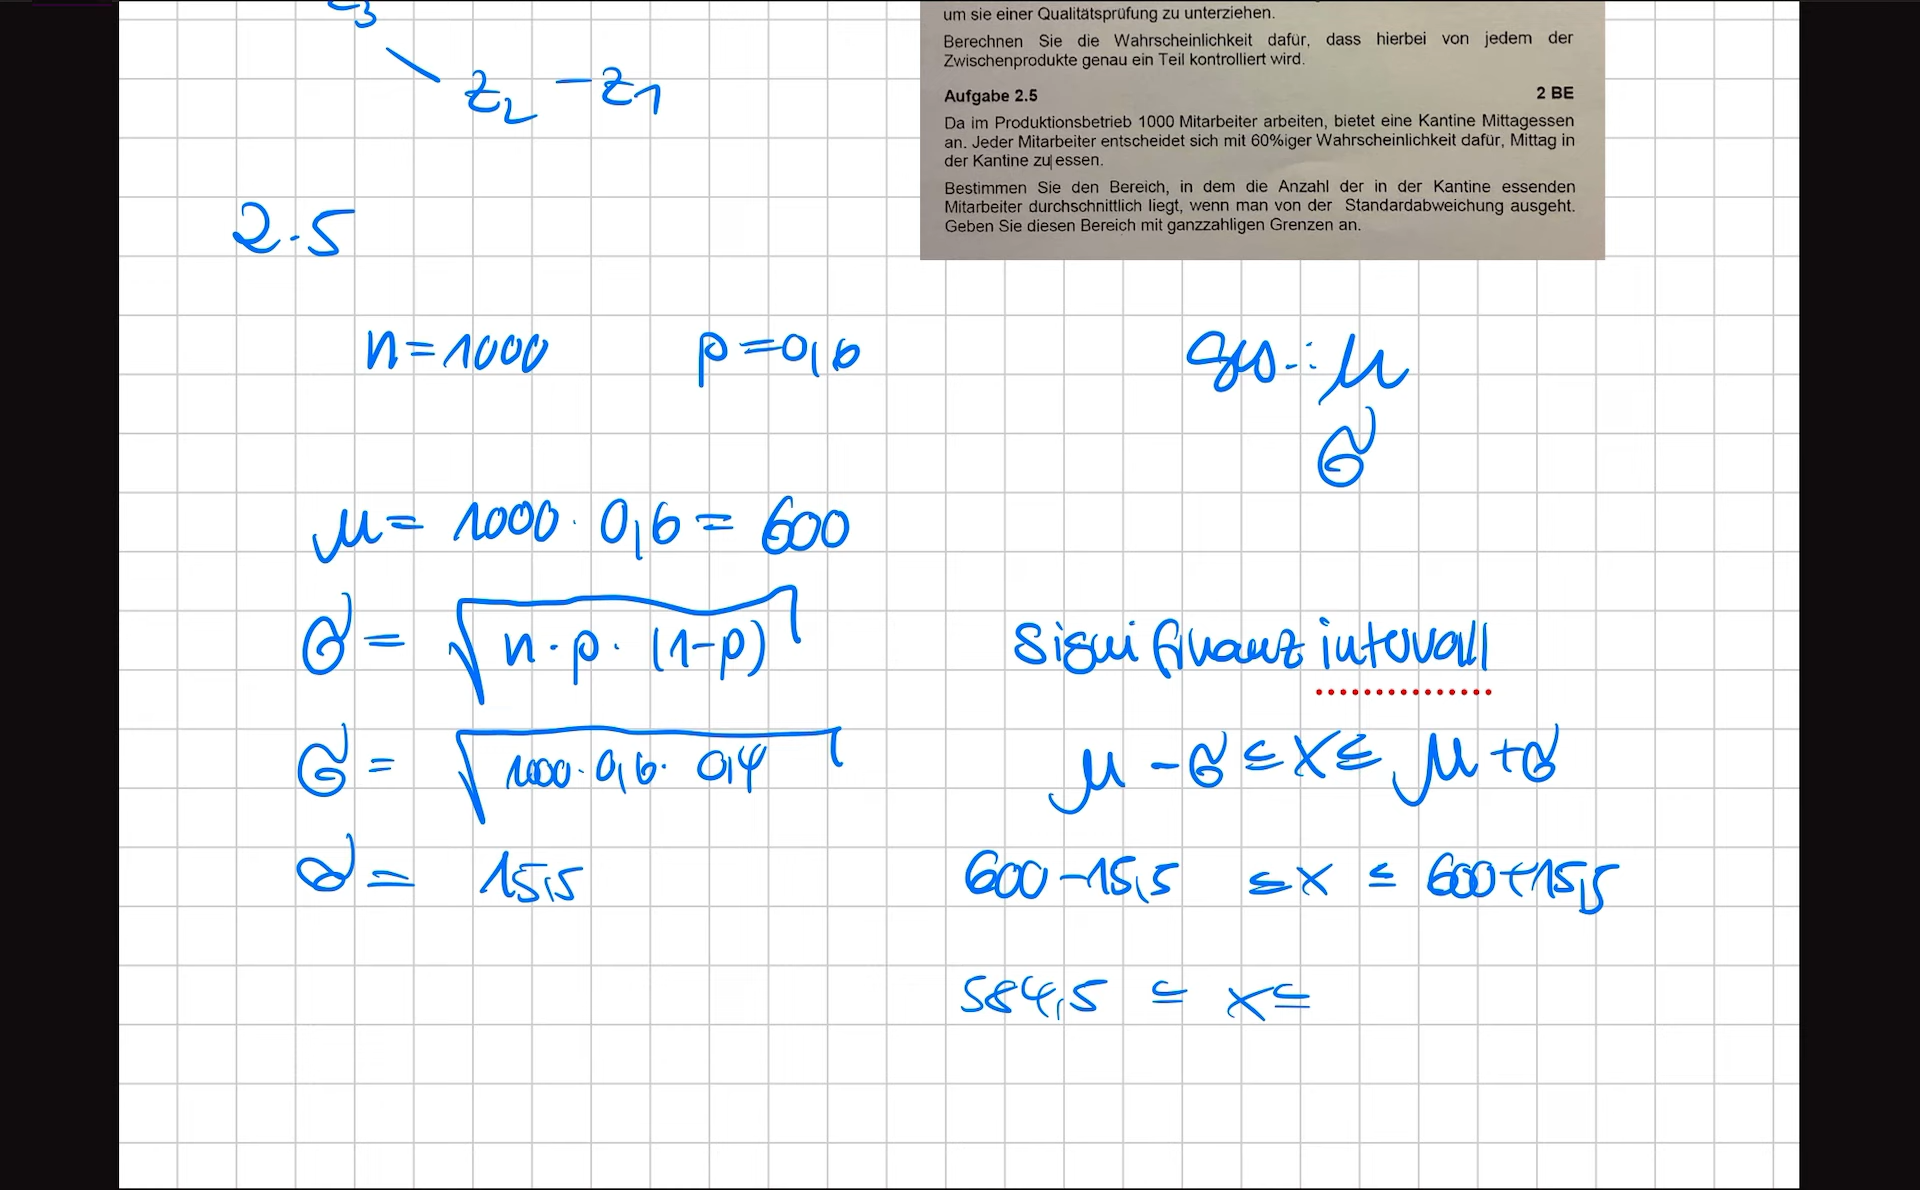 z3
z2 - z1
um sie einer Qualitätsprüfung zu unterziehen.
Berechnen Sie die Wahrscheinlichkeit dafür, dass hierbei von jedem der
Zwischenprodukte genau ein Teil kontrolliert wird.
Aufgabe 2.5 2 BE
Da im Produktionsbetrieb 1000 Mitarbeiter arbeiten, bietet eine Kantine Mittagessen
an. Jeder Mitarbeiter entscheidet sich mit 60%iger Wahrscheinlichkeit dafür, Mittag in
der Kantine zu essen.
Bestimmen Sie den Bereich, in dem die Anzahl der in der Kantine essenden
Mitarbeiter durchschnittlich liegt, wenn man von der Standardabweichung ausgeht.
Geben Sie diesen Bereich mit ganzzahligen Grenzen an.
2.5
n=1000 p=0,6
ges.: μ
σ
μ= 1000 · 0,6 = 600
σ = √n·p·(1-p)
σ = √1000·0,6·0,4
σ = 15,5
Signifikanz intervall
μ - σ ≤ X ≤ μ + σ
600-15,5 ≤ X ≤ 600+15,5
584,5 ≤ X ≤